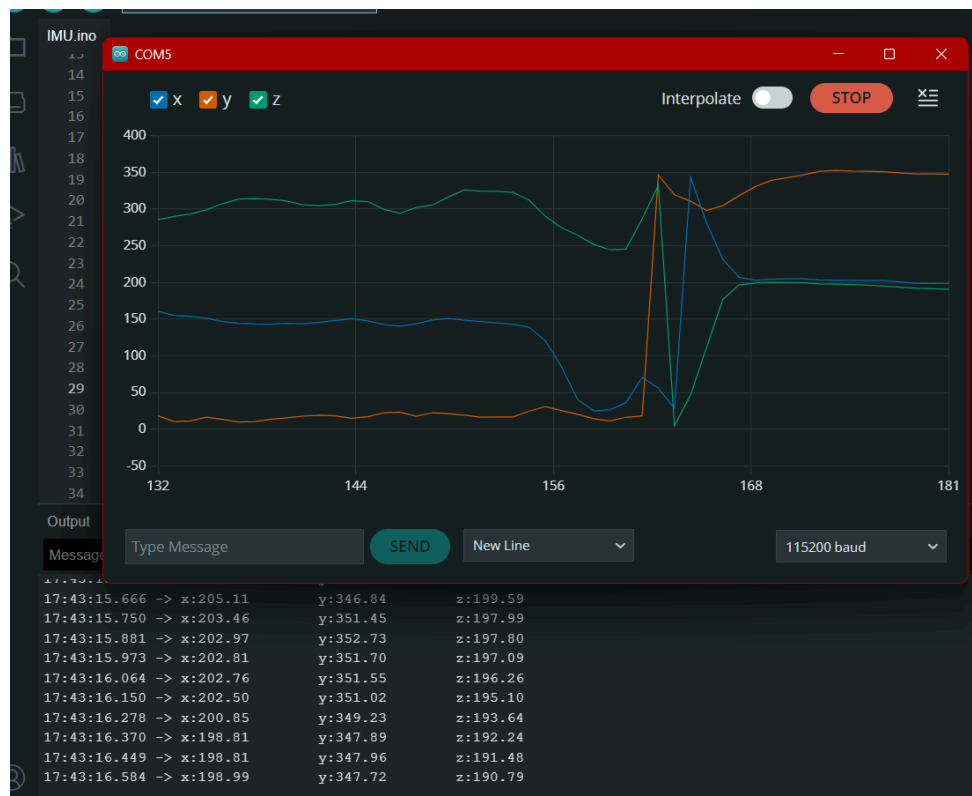 IMU.ino
COM5
14
15
16
17
18
19
20
21
22
23
24
25
26
27
28
29
30
31
32
33
34
x y z
Interpolate STOP
400
350
300
250
200
150
100
50
0
-50
132 144 156 168 181
Type Message SEND New Line 115200 baud
Output
Message
17:43:15.666 -> x:205.11 y:346.84 z:199.59
17:43:15.750 -> x:203.46 y:351.45 z:197.99
17:43:15.881 -> x:202.97 y:352.73 z:197.80
17:43:15.973 -> x:202.81 y:351.70 z:197.09
17:43:16.064 -> x:202.76 y:351.55 z:196.26
17:43:16.150 -> x:202.50 y:351.02 z:195.10
17:43:16.278 -> x:200.85 y:349.23 z:193.64
17:43:16.370 -> x:198.81 y:347.89 z:192.24
17:43:16.449 -> x:198.81 y:347.96 z:191.48
17:43:16.584 -> x:198.99 y:347.72 z:190.79